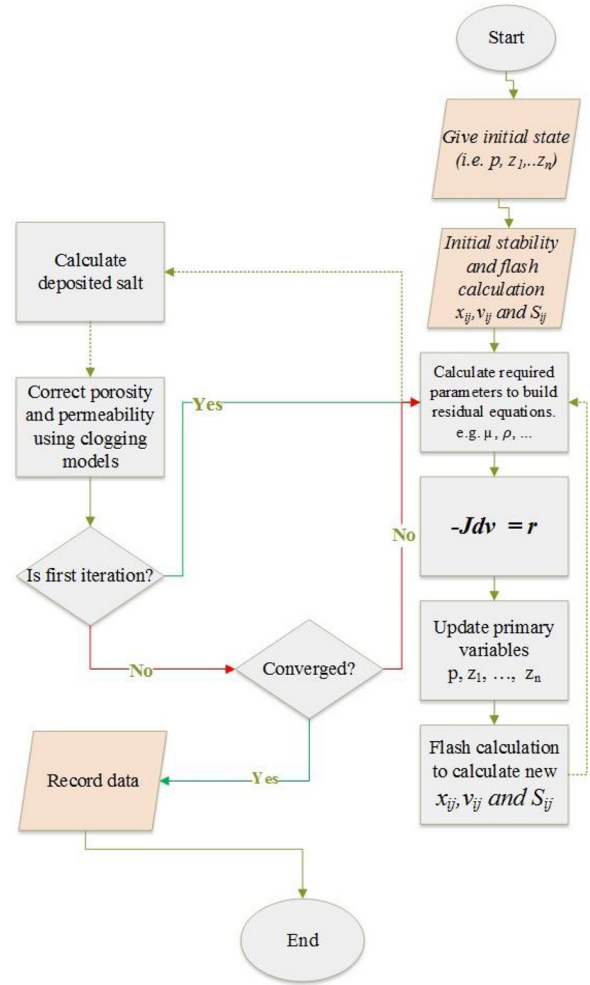 Start
Give initial state
(i.e. p, z₁,..zₙ)
Initial stability
and flash
calculation
xᵢⱼ,vᵢⱼ and Sᵢⱼ
Calculate required
parameters to build
residual equations.
e.g. μ, ρ, ...
-Jdv = r
Update primary
variables
p, z₁, ..., zₙ
Flash calculation
to calculate new
xᵢⱼ,vᵢⱼ and Sᵢⱼ
Calculate
deposited salt
Correct porosity
and permeability
using clogging
models
Is first iteration?
Yes
No
Converged?
No
Yes
Record data
End